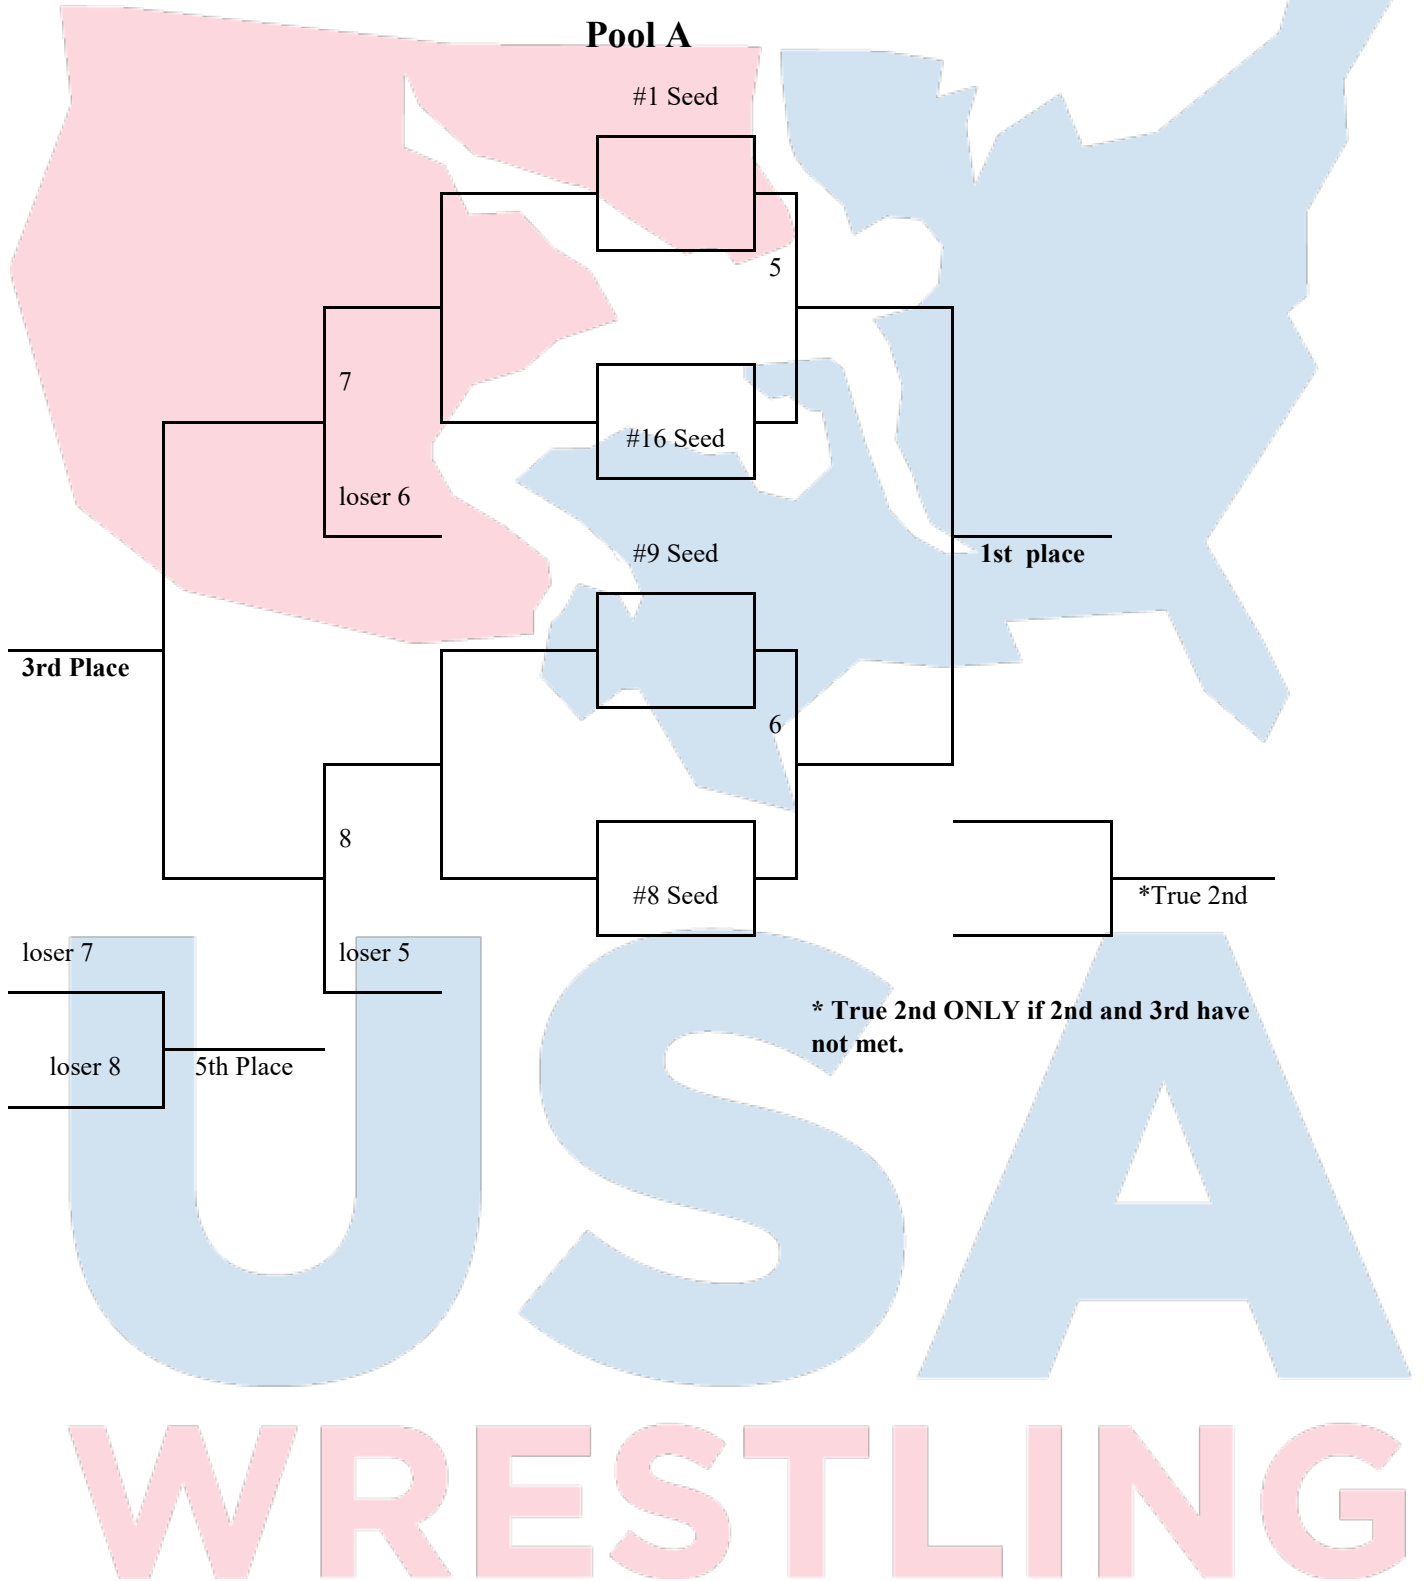 Pool A
#1 Seed
5
7
#16 Seed
loser 6
#9 Seed
1st  place
3rd Place
6
8
#8 Seed
*True 2nd
loser 7
loser 5
* True 2nd ONLY if 2nd and 3rd have
not met.
loser 8
5th Place
USA
WRESTLING